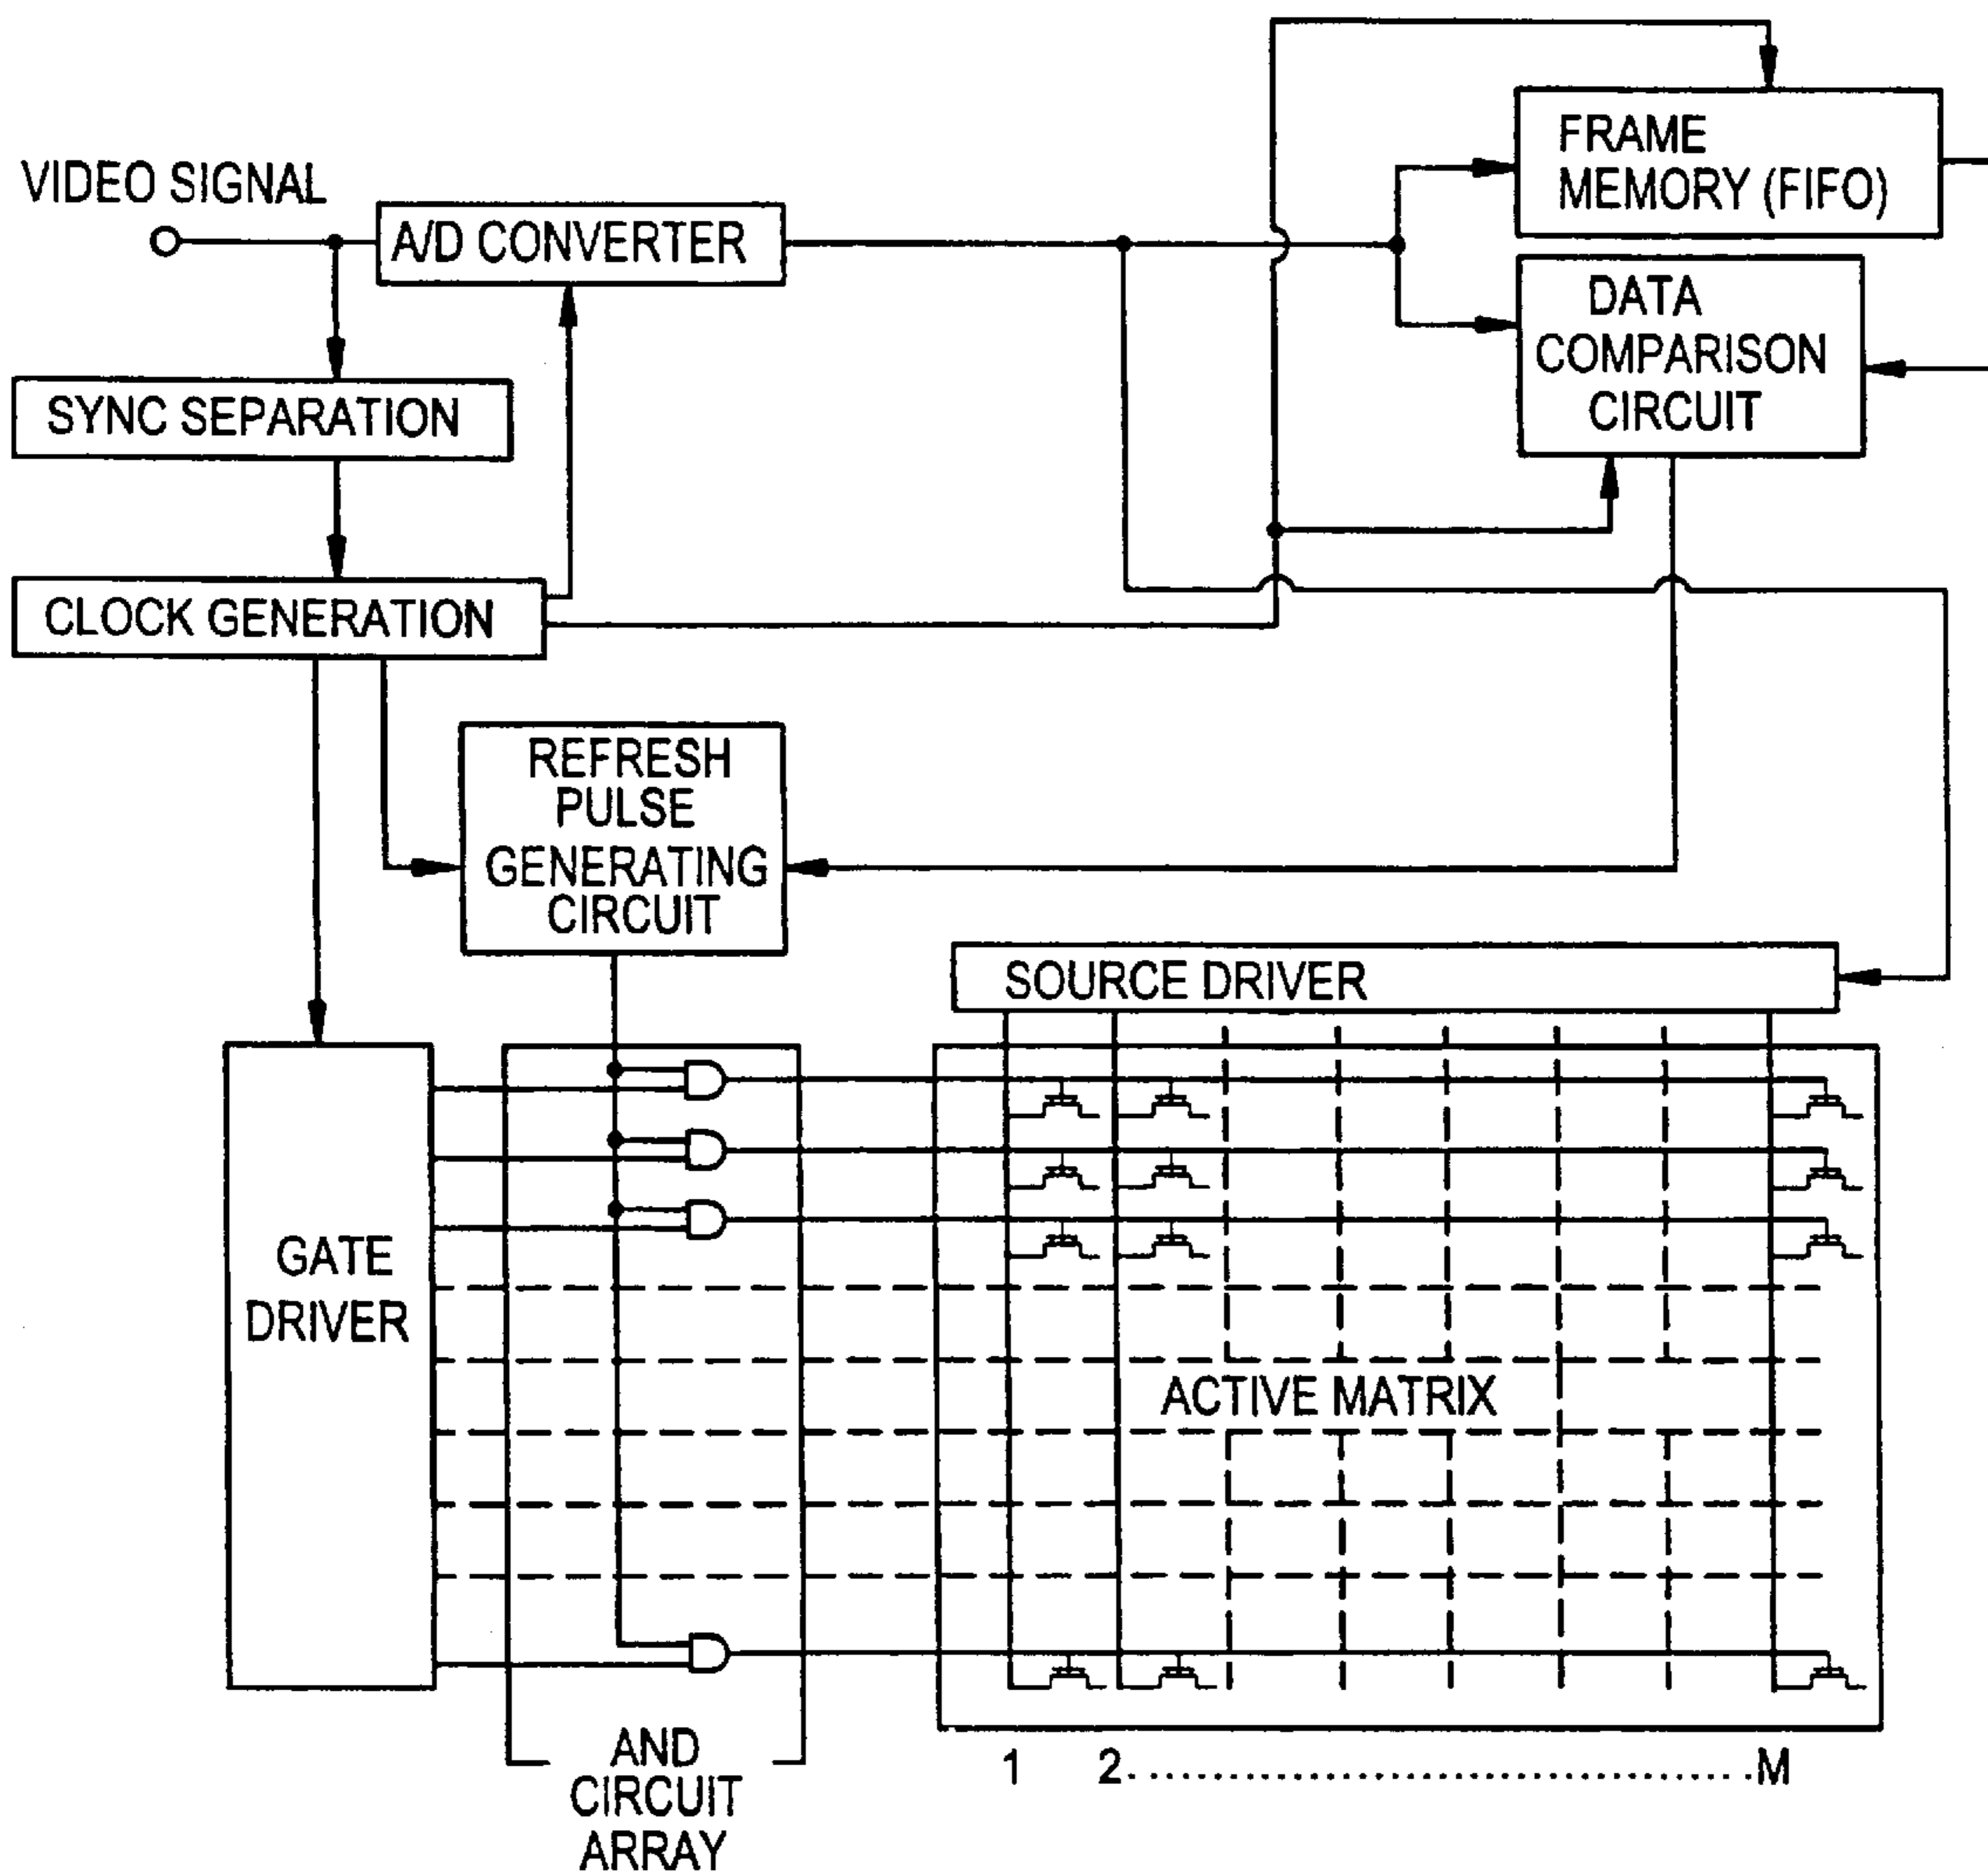 VIDEO SIGNAL
A/D CONVERTER
FRAME
MEMORY (FIFO)
DATA
COMPARISON
CIRCUIT
SYNC SEPARATION
CLOCK GENERATION
REFRESH
PULSE
GENERATING
CIRCUIT
SOURCE DRIVER
GATE
DRIVER
ACTIVE MATRIX
AND
CIRCUIT
ARRAY
1 2 ........................................ M